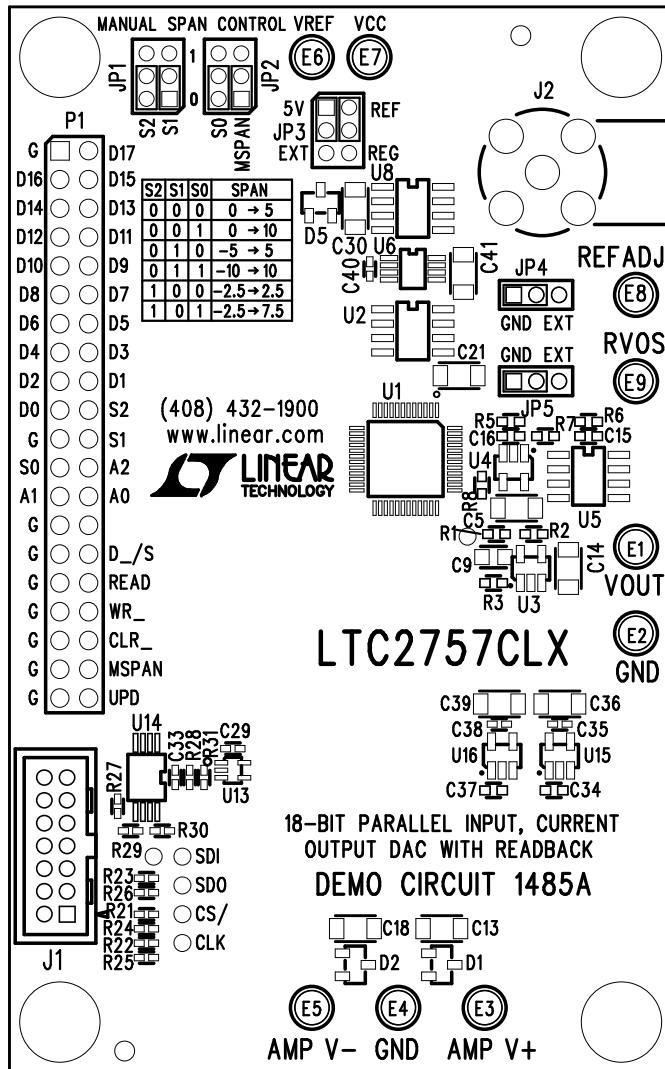 MANUAL SPAN CONTROL VREF VCC
E6 E7
JP1 1 JP2
0
S2 S1 S0 MSPAN
J2
P1
5V REF
JP3
EXT REG
G D17
D16 D15
D14 D13
D12 D11
D10 D9
D8 D7
D6 D5
D4 D3
D2 D1
D0 S2
G S1
S0 A2
A1 A0
G
G D_/S
G READ
G WR_
G CLR_
G MSPAN
G UPD
S2 S1 S0 SPAN
0 0 0 0 → 5
0 0 1 0 → 10
0 1 0 -5 → 5
0 1 1 -10 → 10
1 0 0 -2.5 → 2.5
1 0 1 -2.5 → 7.5
U8
D5 C30
U6
C40 C41
U2
C21
REFADJ
JP4 E8
GND EXT
RVOS
GND EXT
E9
JP5
U1
(408) 432-1900
www.linear.com
LINEAR
TECHNOLOGY
R5 R7 R6
C16 C15
U4
R8
C5 U5
R1 R2
C9 C14
R3 U3
E1
VOUT
E2
GND
LTC2757CLX
C39 C36
C38 C35
U16 U15
C37 C34
U14
C33 R28 R31 C29
R27 U13
R30
R29 SDI
R23 SDO
R26
R21 CS/
R24
R22 CLK
R25
J1
18-BIT PARALLEL INPUT, CURRENT
OUTPUT DAC WITH READBACK
DEMO CIRCUIT 1485A
C18 C13
D2 D1
E5 E4 E3
AMP V- GND AMP V+